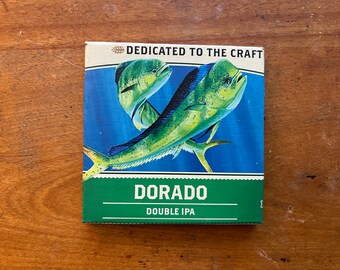 DEDICATED TO THE CRAFT
DORADO
DOUBLE IPA